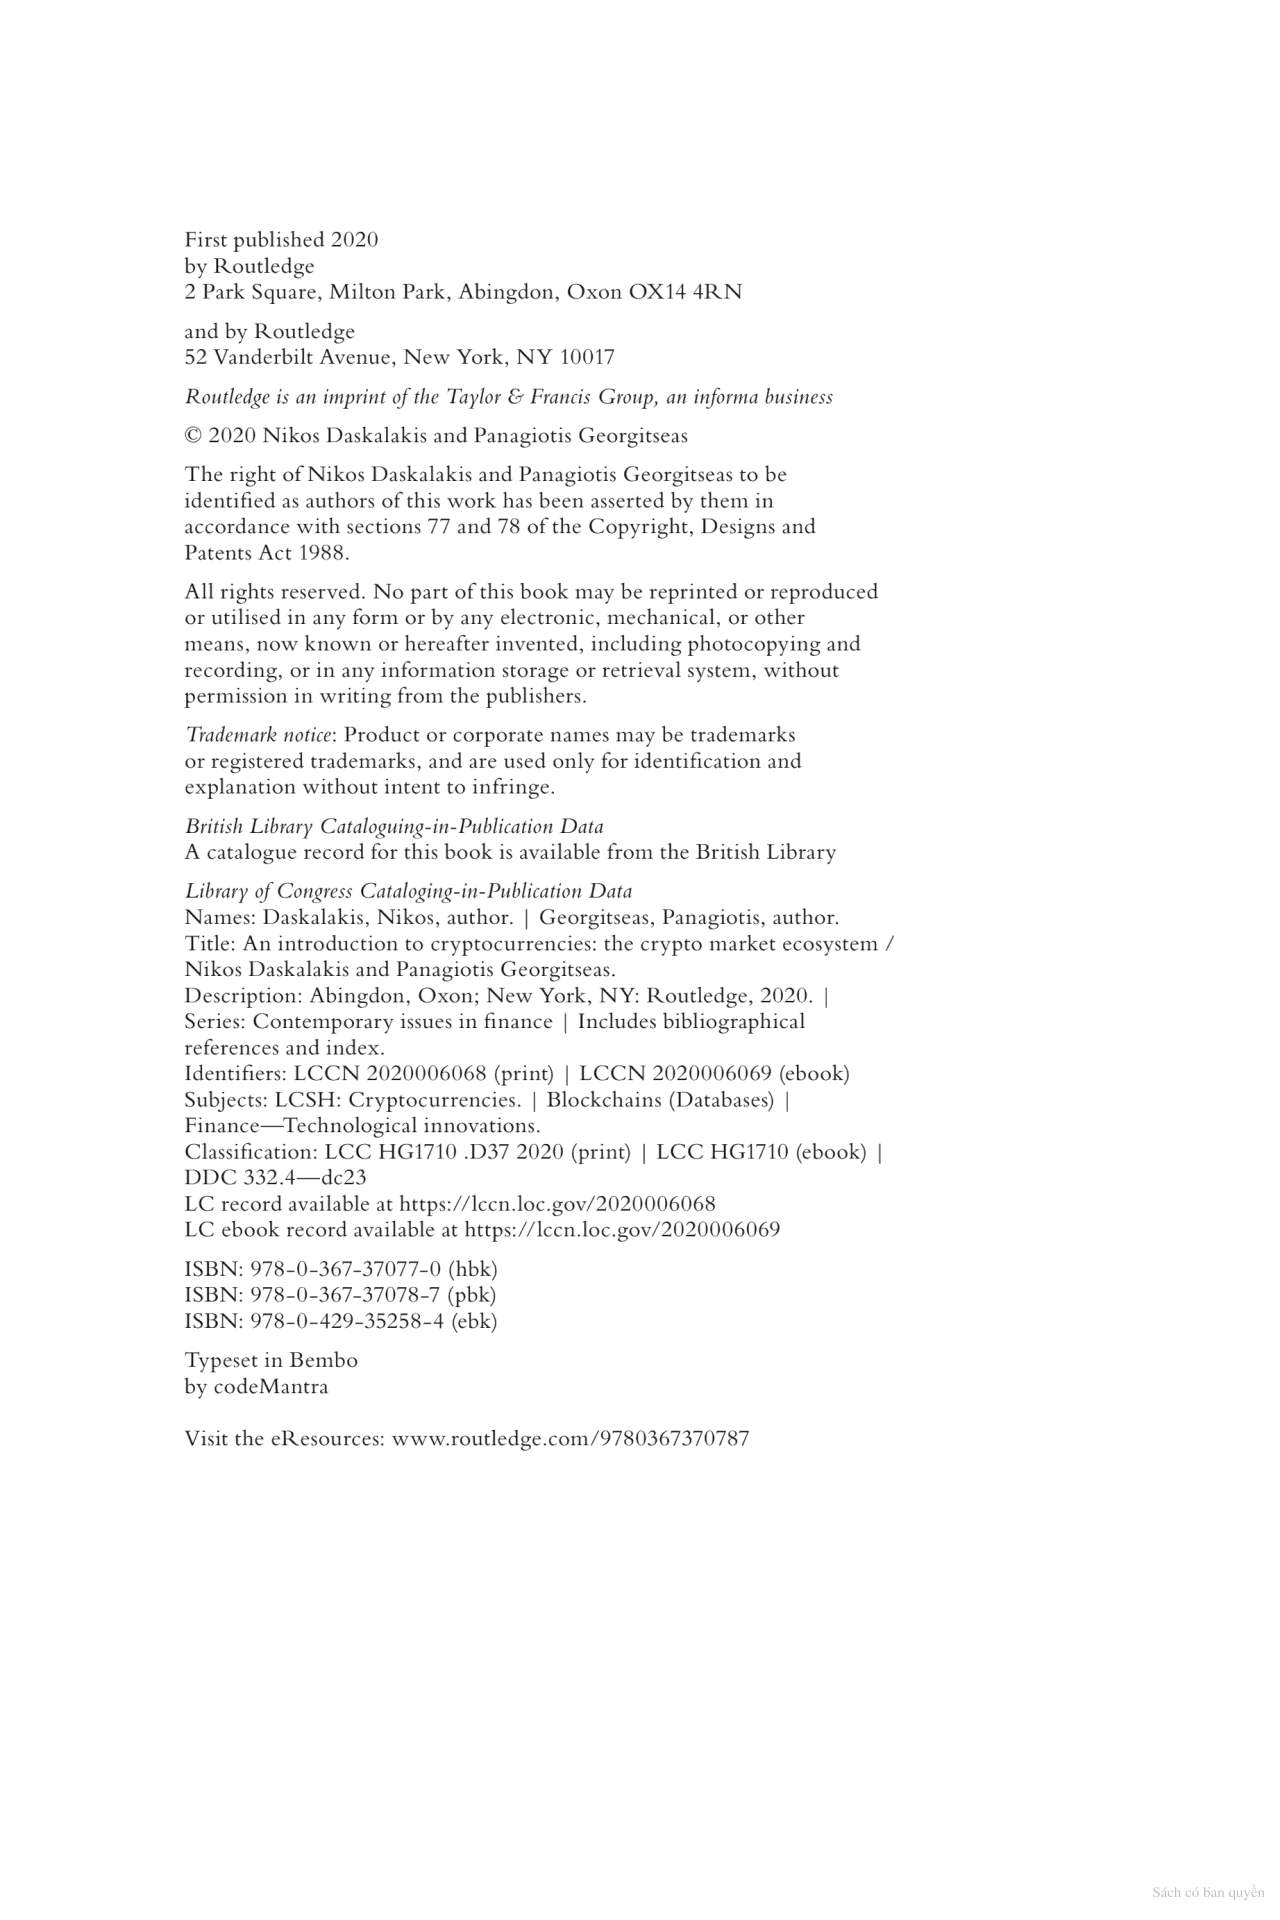 First published 2020
by Routledge
2 Park Square, Milton Park, Abingdon, Oxon OX14 4RN
and by Routledge
52 Vanderbilt Avenue, New York, NY 10017
Routledge is an imprint of the Taylor & Francis Group, an informa business
© 2020 Nikos Daskalakis and Panagiotis Georgitseas
The right of Nikos Daskalakis and Panagiotis Georgitseas to be
identified as authors of this work has been asserted by them in
accordance with sections 77 and 78 of the Copyright, Designs and
Patents Act 1988.
All rights reserved. No part of this book may be reprinted or reproduced
or utilised in any form or by any electronic, mechanical, or other
means, now known or hereafter invented, including photocopying and
recording, or in any information storage or retrieval system, without
permission in writing from the publishers.
Trademark notice: Product or corporate names may be trademarks
or registered trademarks, and are used only for identification and
explanation without intent to infringe.
British Library Cataloguing-in-Publication Data
A catalogue record for this book is available from the British Library
Library of Congress Cataloging-in-Publication Data
Names: Daskalakis, Nikos, author. | Georgitseas, Panagiotis, author.
Title: An introduction to cryptocurrencies: the crypto market ecosystem /
Nikos Daskalakis and Panagiotis Georgitseas.
Description: Abingdon, Oxon; New York, NY: Routledge, 2020. |
Series: Contemporary issues in finance | Includes bibliographical
references and index.
Identifiers: LCCN 2020006068 (print) | LCCN 2020006069 (ebook)
Subjects: LCSH: Cryptocurrencies. | Blockchains (Databases) |
Finance—Technological innovations.
Classification: LCC HG1710 .D37 2020 (print) | LCC HG1710 (ebook) |
DDC 332.4—dc23
LC record available at https://lccn.loc.gov/2020006068
LC ebook record available at https://lccn.loc.gov/2020006069
ISBN: 978-0-367-37077-0 (hbk)
ISBN: 978-0-367-37078-7 (pbk)
ISBN: 978-0-429-35258-4 (ebk)
Typeset in Bembo
by codeMantra
Visit the eResources: www.routledge.com/9780367370787
Sách có bản quyền